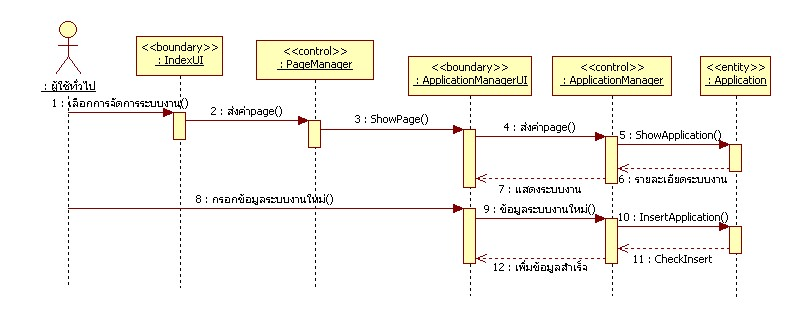 <<boundary>>
: IndexUI
<<control>>
: PageManager
<<boundary>>
: ApplicationManagerUI
<<control>>
: ApplicationManager
<<entity>>
: Application
: ผู้ใช้ทั่วไป
1 : เลือกการจัดการระบบงาน()
2 : ส่งค่าpage()
3 : ShowPage()
4 : ส่งค่าpage()
5 : ShowApplication()
6 : รายละเอียดระบบงาน
7 : แสดงระบบงาน
8 : กรอกข้อมูลระบบงานใหม่()
9 : ข้อมูลระบบงานใหม่()
10 : InsertApplication()
11 : CheckInsert
12 : เพิ่มข้อมูลสำเร็จ